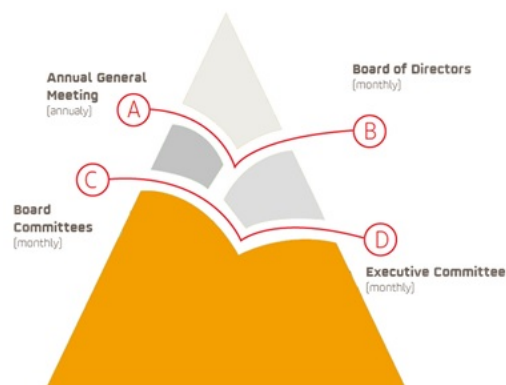 Annual General
Meeting
(annualy)
A
Board of Directors
(monthly)
B
C
Board
Committees
(monthly)
D
Executive Committee
(monthly)